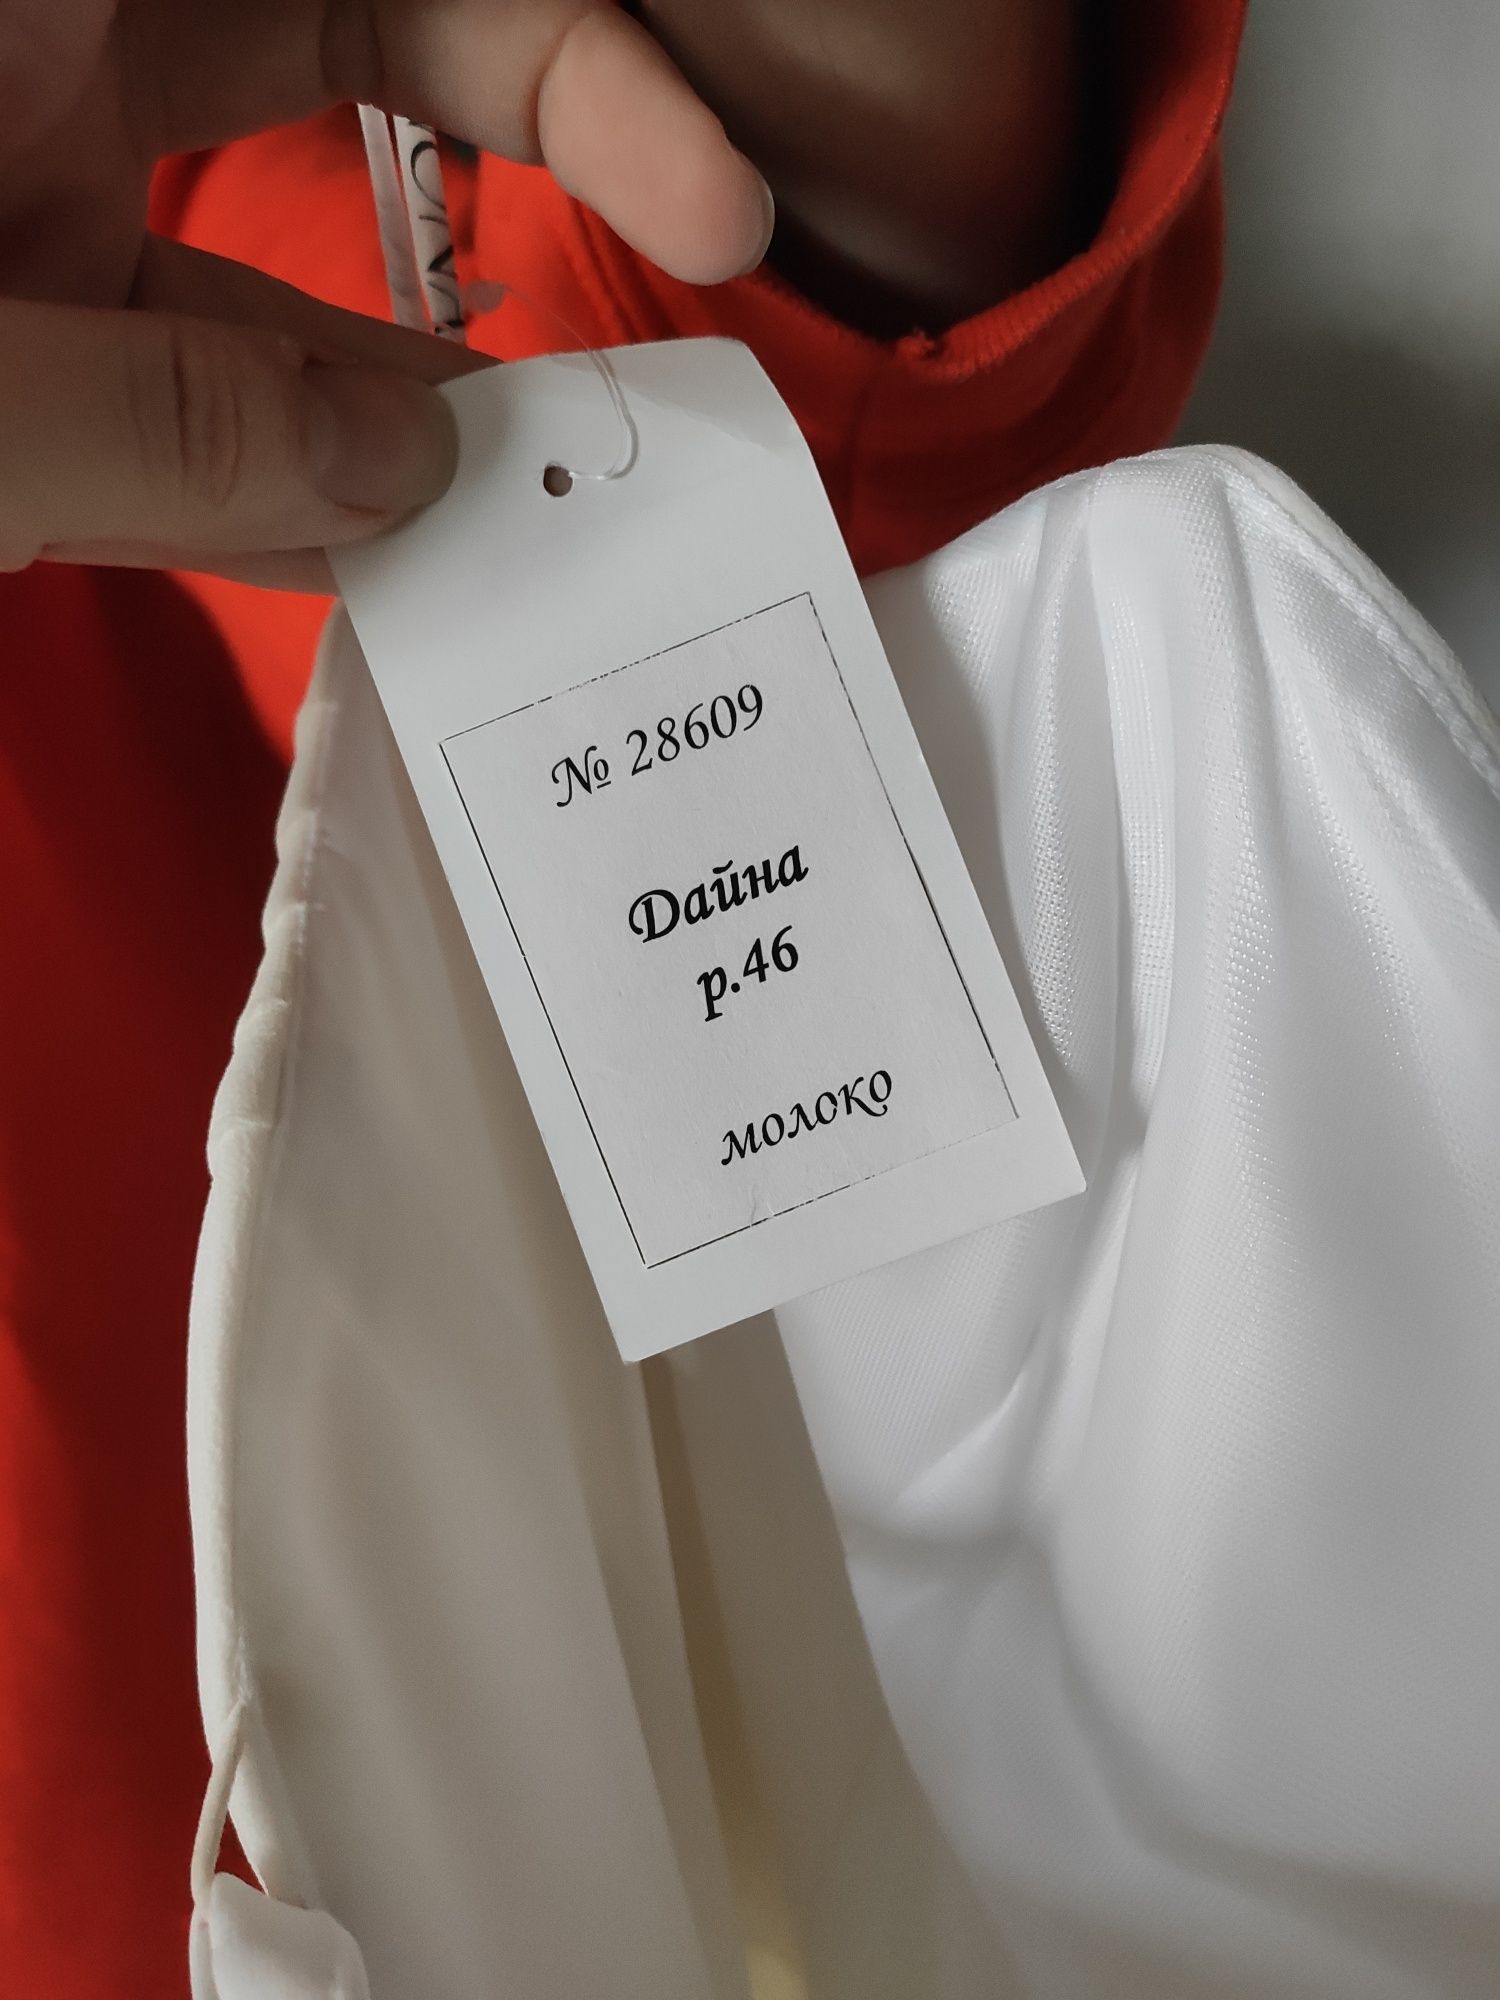 № 28609
Дайна
р.46
молоко